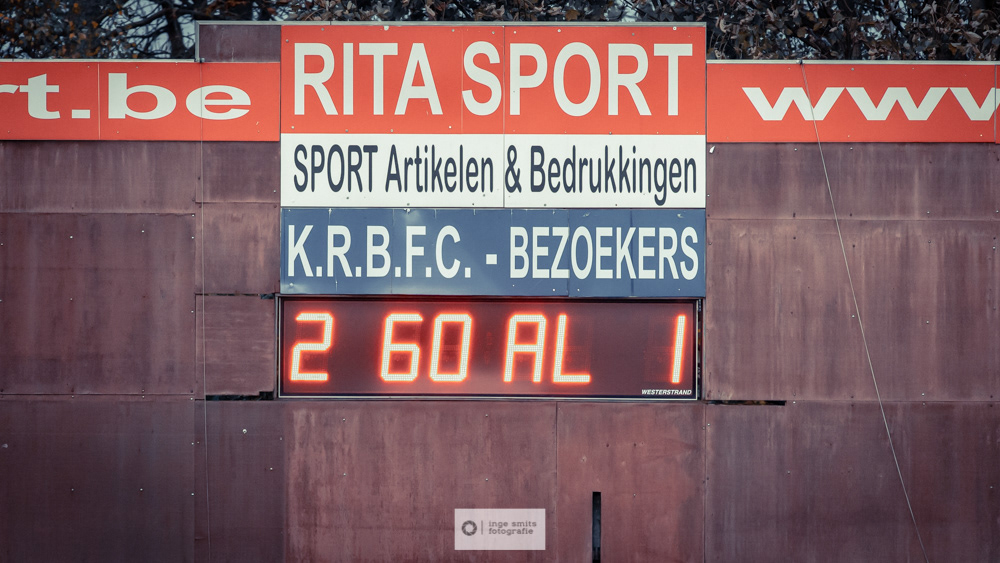 RITA SPORT
rt.be
www
SPORT Artikelen & Bedrukkingen
K.R.B.F.C. - BEZOEKERS
2 60 AL 1
WESTERSTRAND
inge smits
fotografie